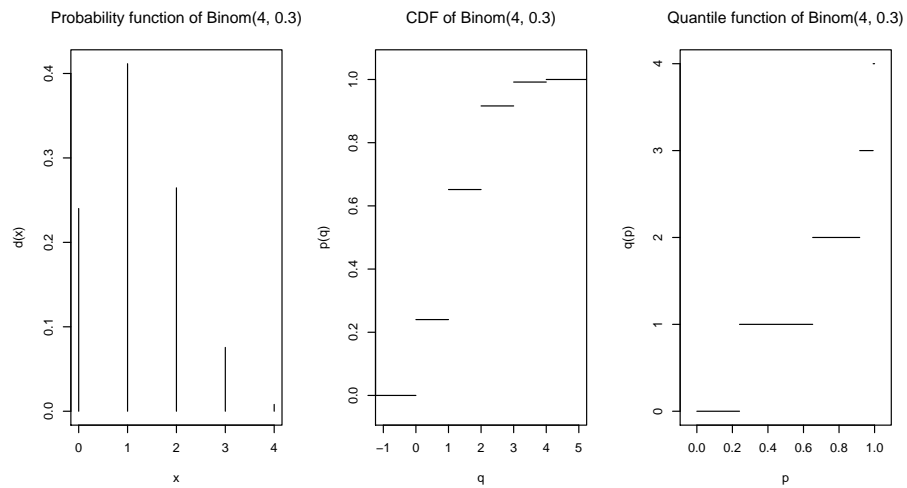 Probability function of Binom(4, 0.3)
d(x)
0.4
0.3
0.2
0.1
0.0
0 1 2 3 4
x
CDF of Binom(4, 0.3)
p(q)
1.0
0.8
0.6
0.4
0.2
0.0
−1 0 1 2 3 4 5
q
Quantile function of Binom(4, 0.3)
q(p)
4
3
2
1
0
0.0 0.2 0.4 0.6 0.8 1.0
p